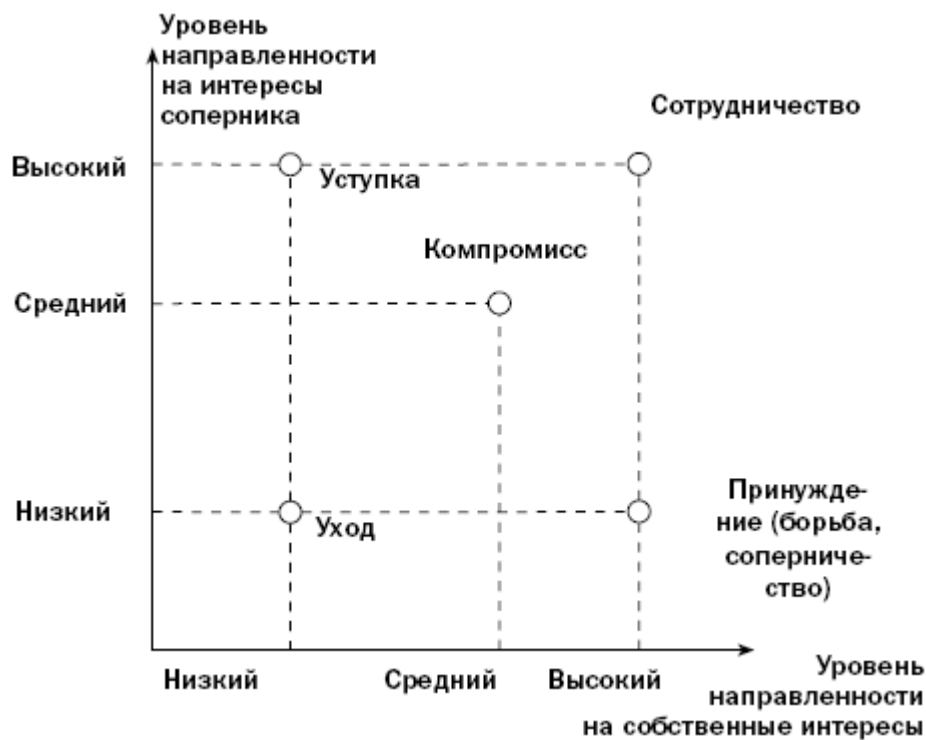 Уровень
направленности
на интересы
соперника
Сотрудничество
Высокий
Уступка
Компромисс
Средний
Низкий
Уход
Принужде-
ние (борьба,
соперниче-
ство)
Низкий
Средний
Высокий
Уровень
направленности
на собственные интересы